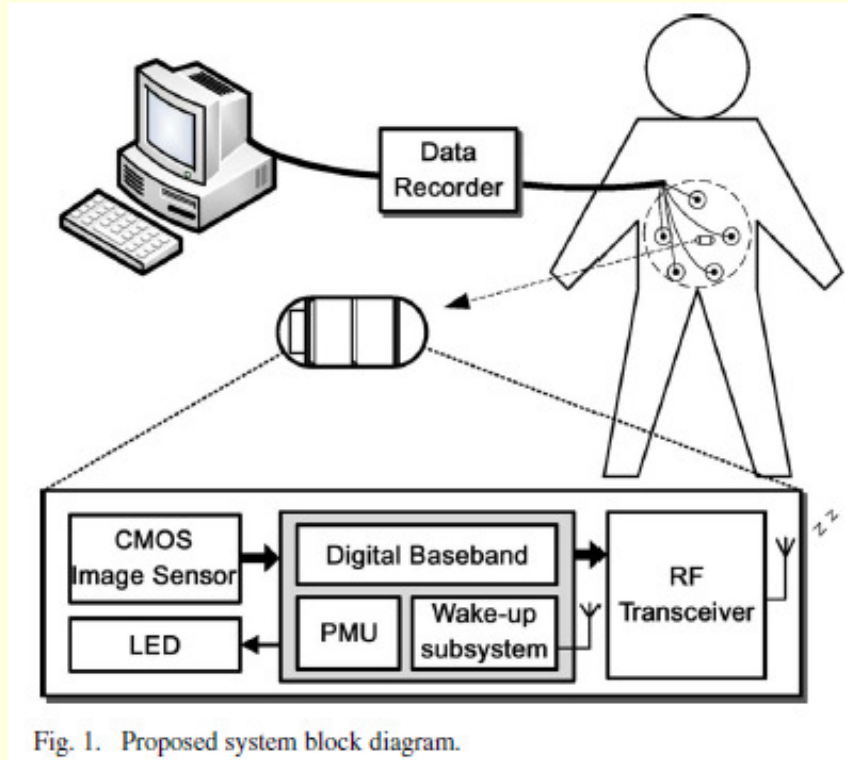 Data
Recorder
CMOS
Image Sensor
LED
Digital Baseband
PMU
Wake-up
subsystem
RF
Transceiver
z z
Fig. 1. Proposed system block diagram.